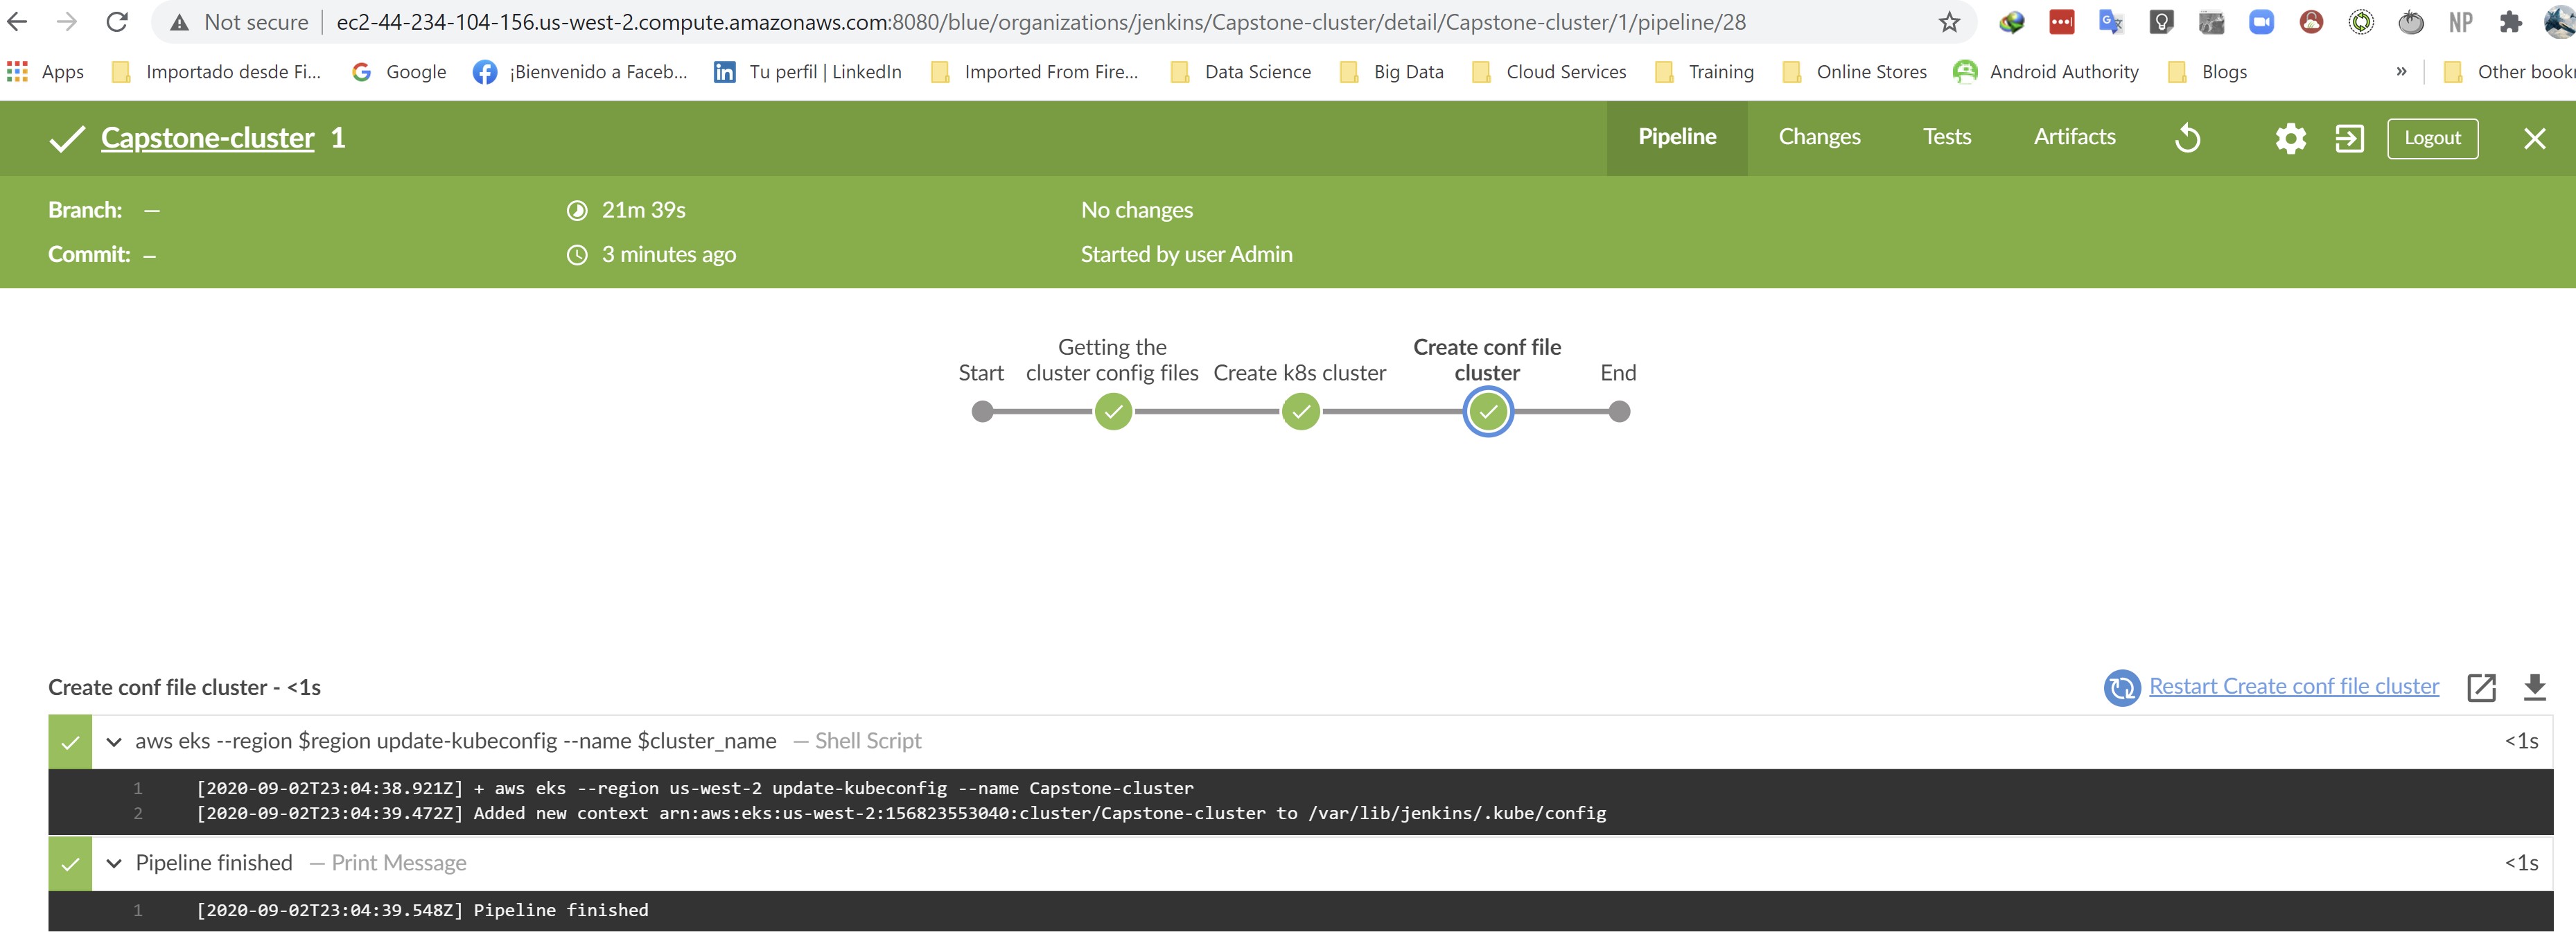 Not secure | ec2-44-234-104-156.us-west-2.compute.amazonaws.com:8080/blue/organizations/jenkins/Capstone-cluster/detail/Capstone-cluster/1/pipeline/28 NP
Apps Importado desde Fi... Google ¡Bienvenido a Faceb... Tu perfil | LinkedIn Imported From Fire... Data Science Big Data Cloud Services Training Online Stores Android Authority Blogs » Other book
Capstone-cluster 1 Pipeline Changes Tests Artifacts Logout
Branch: — 21m 39s No changes
Commit: — 3 minutes ago Started by user Admin
Start
Getting the
cluster config files
Create k8s cluster
Create conf file
cluster
End
Create conf file cluster - <1s Restart Create conf file cluster
aws eks --region $region update-kubeconfig --name $cluster_name — Shell Script <1s
1 [2020-09-02T23:04:38.921Z] + aws eks --region us-west-2 update-kubeconfig --name Capstone-cluster
2 [2020-09-02T23:04:39.472Z] Added new context arn:aws:eks:us-west-2:156823553040:cluster/Capstone-cluster to /var/lib/jenkins/.kube/config
Pipeline finished — Print Message <1s
1 [2020-09-02T23:04:39.548Z] Pipeline finished